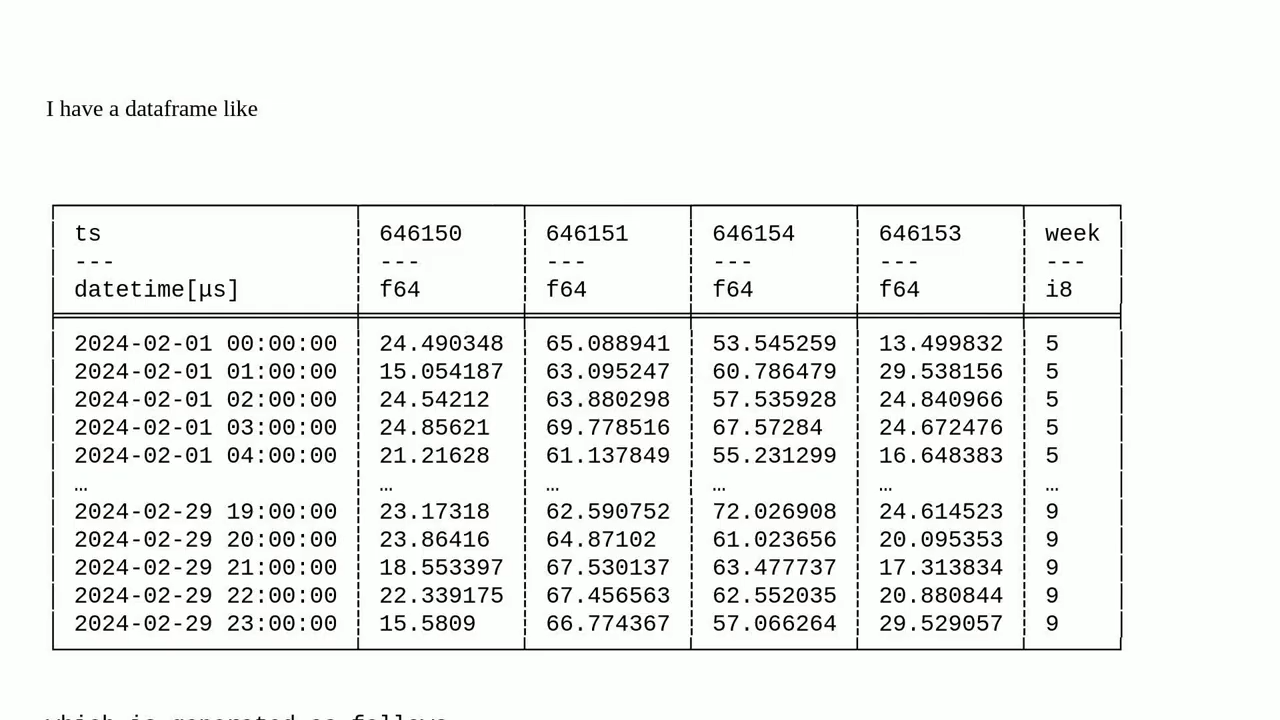 I have a dataframe like
ts 646150 646151 646154 646153 week
--- --- --- --- --- ---
datetime[μs] f64 f64 f64 f64 i8
2024-02-01 00:00:00 24.490348 65.088941 53.545259 13.499832 5
2024-02-01 01:00:00 15.054187 63.095247 60.786479 29.538156 5
2024-02-01 02:00:00 24.54212 63.880298 57.535928 24.840966 5
2024-02-01 03:00:00 24.85621 69.778516 67.57284 24.672476 5
2024-02-01 04:00:00 21.21628 61.137849 55.231299 16.648383 5
… … … … … …
2024-02-29 19:00:00 23.17318 62.590752 72.026908 24.614523 9
2024-02-29 20:00:00 23.86416 64.87102 61.023656 20.095353 9
2024-02-29 21:00:00 18.553397 67.530137 63.477737 17.313834 9
2024-02-29 22:00:00 22.339175 67.456563 62.552035 20.880844 9
2024-02-29 23:00:00 15.5809 66.774367 57.066264 29.529057 9
which is generated as follows